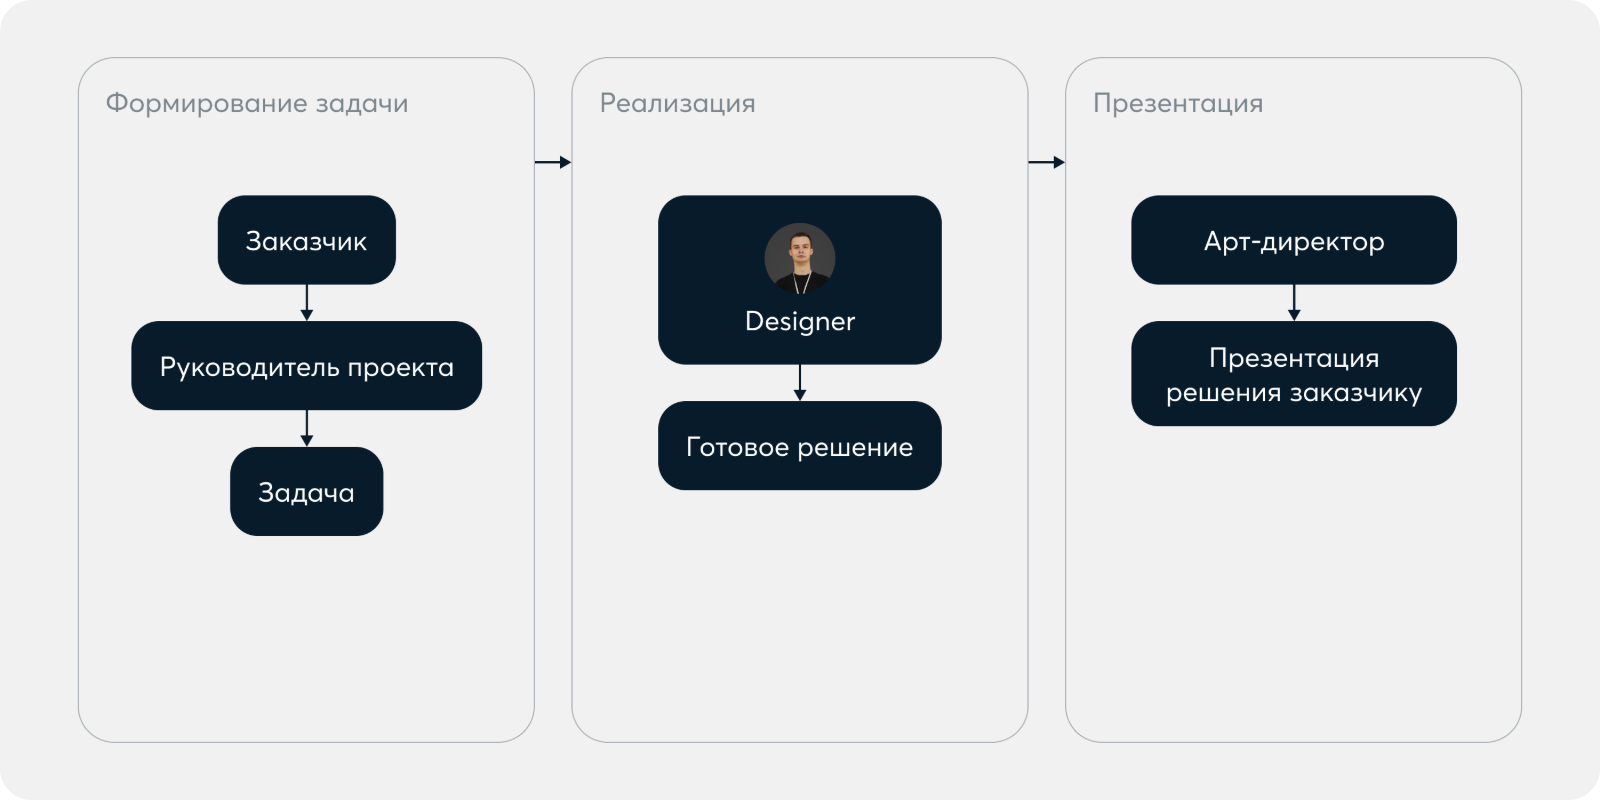 Формирование задачи
Заказчик
Руководитель проекта
Задача
Реализация
Designer
Готовое решение
Презентация
Арт-директор
Презентация
решения заказчику